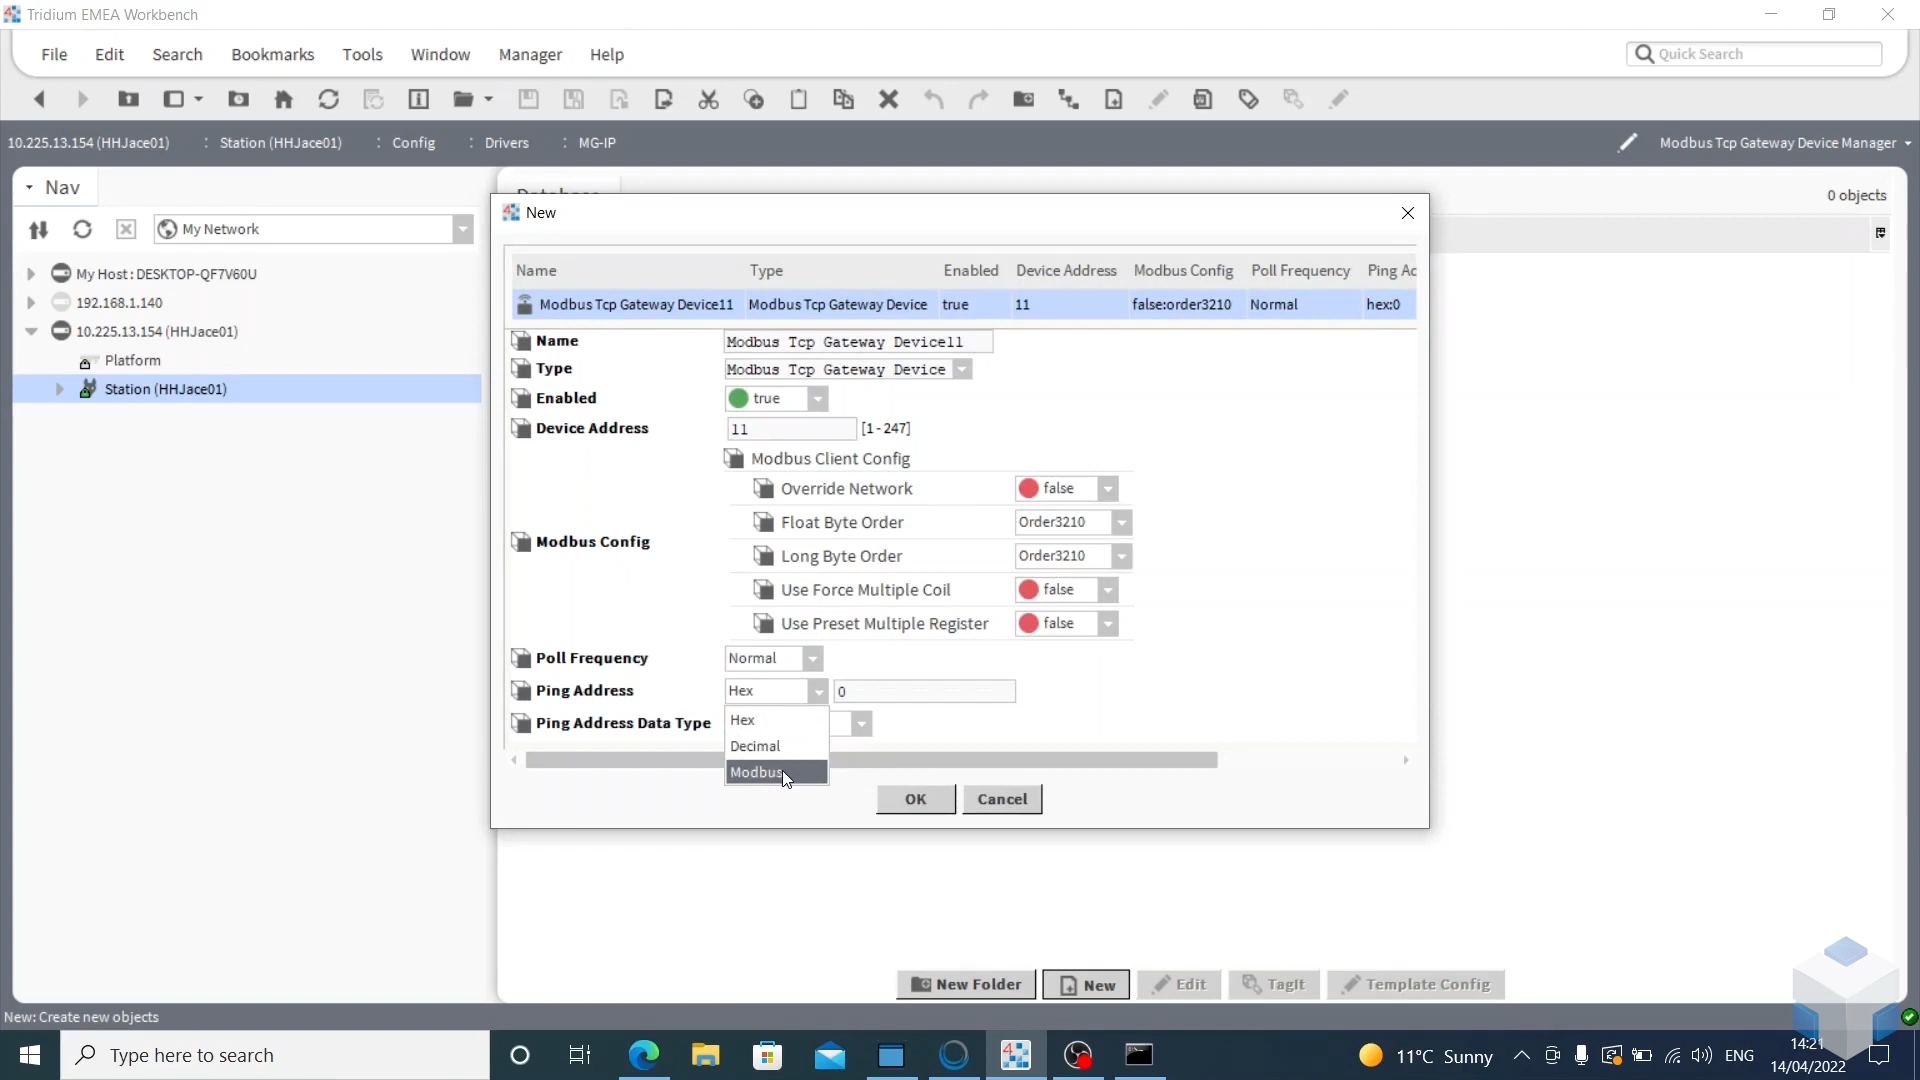 Tridium EMEA Workbench
File Edit Search Bookmarks Tools Window Manager Help
Quick Search
10.225.13.154 (HHJace01) : Station (HHJace01) : Config : Drivers : MG-IP
Modbus Tcp Gateway Device Manager
Nav
0 objects
My Network
My Host : DESKTOP-QF7V60U
192.168.1.140
10.225.13.154 (HHJace01)
Platform
Station (HHJace01)
New
Name Type Enabled Device Address Modbus Config Poll Frequency Ping Ac
Modbus Tcp Gateway Device11 Modbus Tcp Gateway Device true 11 false:order3210 Normal hex:0
Name Modbus Tcp Gateway Device11
Type Modbus Tcp Gateway Device
Enabled true
Device Address 11 [1-247]
Modbus Client Config
Override Network false
Float Byte Order Order3210
Modbus Config
Long Byte Order Order3210
Use Force Multiple Coil false
Use Preset Multiple Register false
Poll Frequency Normal
Ping Address Hex 0
Ping Address Data Type
Hex
Decimal
Modbus
OK Cancel
New Folder New Edit TagIt Template Config
New: Create new objects
Type here to search
11°C Sunny
ENG
14:21
14/04/2022